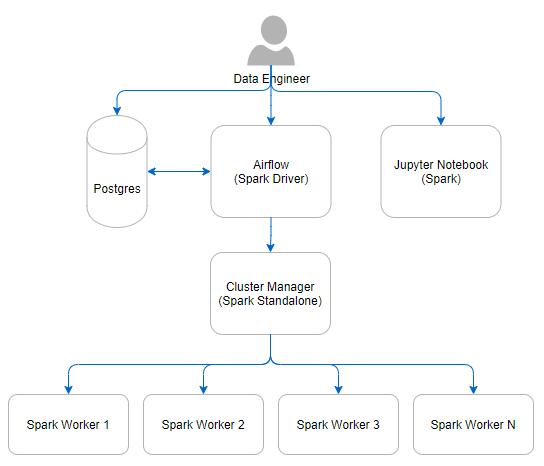 Data Engineer
Postgres
Airflow
(Spark Driver)
Jupyter Notebook
(Spark)
Cluster Manager
(Spark Standalone)
Spark Worker 1
Spark Worker 2
Spark Worker 3
Spark Worker N